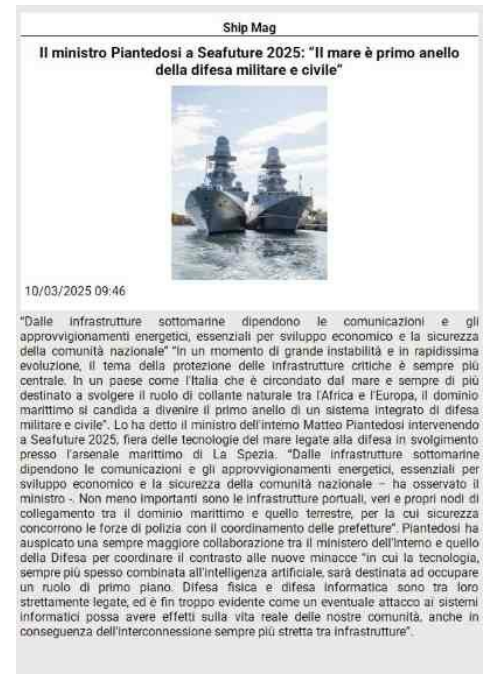 Ship Mag
Il ministro Piantedosi a Seafuture 2025: “Il mare è primo anello
della difesa militare e civile”
10/03/2025 09:46
“Dalle infrastrutture sottomarine dipendono le comunicazioni e gli
approvvigionamenti energetici, essenziali per sviluppo economico e la sicurezza
della comunità nazionale” “In un momento di grande instabilità e in rapidissima
evoluzione, il tema della protezione delle infrastrutture critiche è sempre più
centrale. In un paese come l'Italia che è circondato dal mare e sempre di più
destinato a svolgere il ruolo di collante naturale tra l'Africa e l'Europa, il dominio
marittimo si candida a divenire il primo anello di un sistema integrato di difesa
militare e civile”. Lo ha detto il ministro dell'interno Matteo Piantedosi intervenendo
a Seafuture 2025, fiera delle tecnologie del mare legate alla difesa in svolgimento
presso l'arsenale marittimo di La Spezia. “Dalle infrastrutture sottomarine
dipendono le comunicazioni e gli approvvigionamenti energetici, essenziali per
sviluppo economico e la sicurezza della comunità nazionale – ha osservato il
ministro -. Non meno importanti sono le infrastrutture portuali, veri e propri nodi di
collegamento tra il dominio marittimo e quello terrestre, per la cui sicurezza
concorrono le forze di polizia con il coordinamento delle prefetture”. Piantedosi ha
auspicato una sempre maggiore collaborazione tra il ministero dell'Interno e quello
della Difesa per coordinare il contrasto alle nuove minacce “in cui la tecnologia,
sempre più spesso combinata all'intelligenza artificiale, sarà destinata ad occupare
un ruolo di primo piano. Difesa fisica e difesa informatica sono tra loro
strettamente legate, ed è fin troppo evidente come un eventuale attacco ai sistemi
informatici possa avere effetti sulla vita reale delle nostre comunità, anche in
conseguenza dell'interconnessione sempre più stretta tra infrastrutture”.